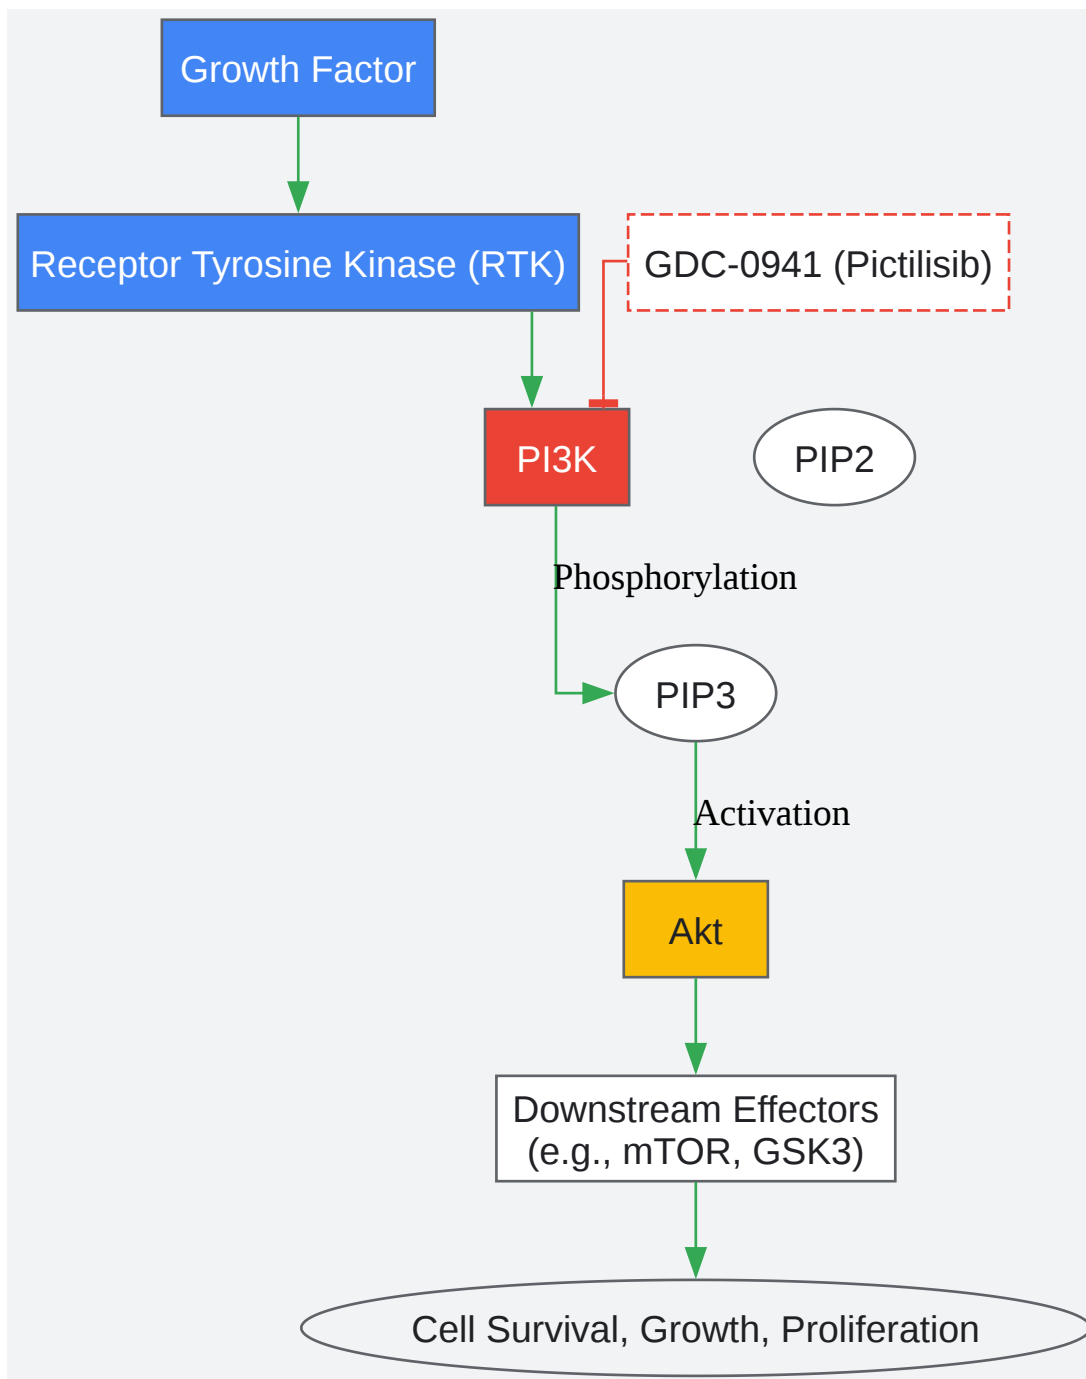 Growth Factor
Receptor Tyrosine Kinase (RTK)
GDC-0941 (Pictilisib)
PI3K
PIP2
Phosphorylation
PIP3
Activation
Akt
Downstream Effectors
(e.g., mTOR, GSK3)
Cell Survival, Growth, Proliferation